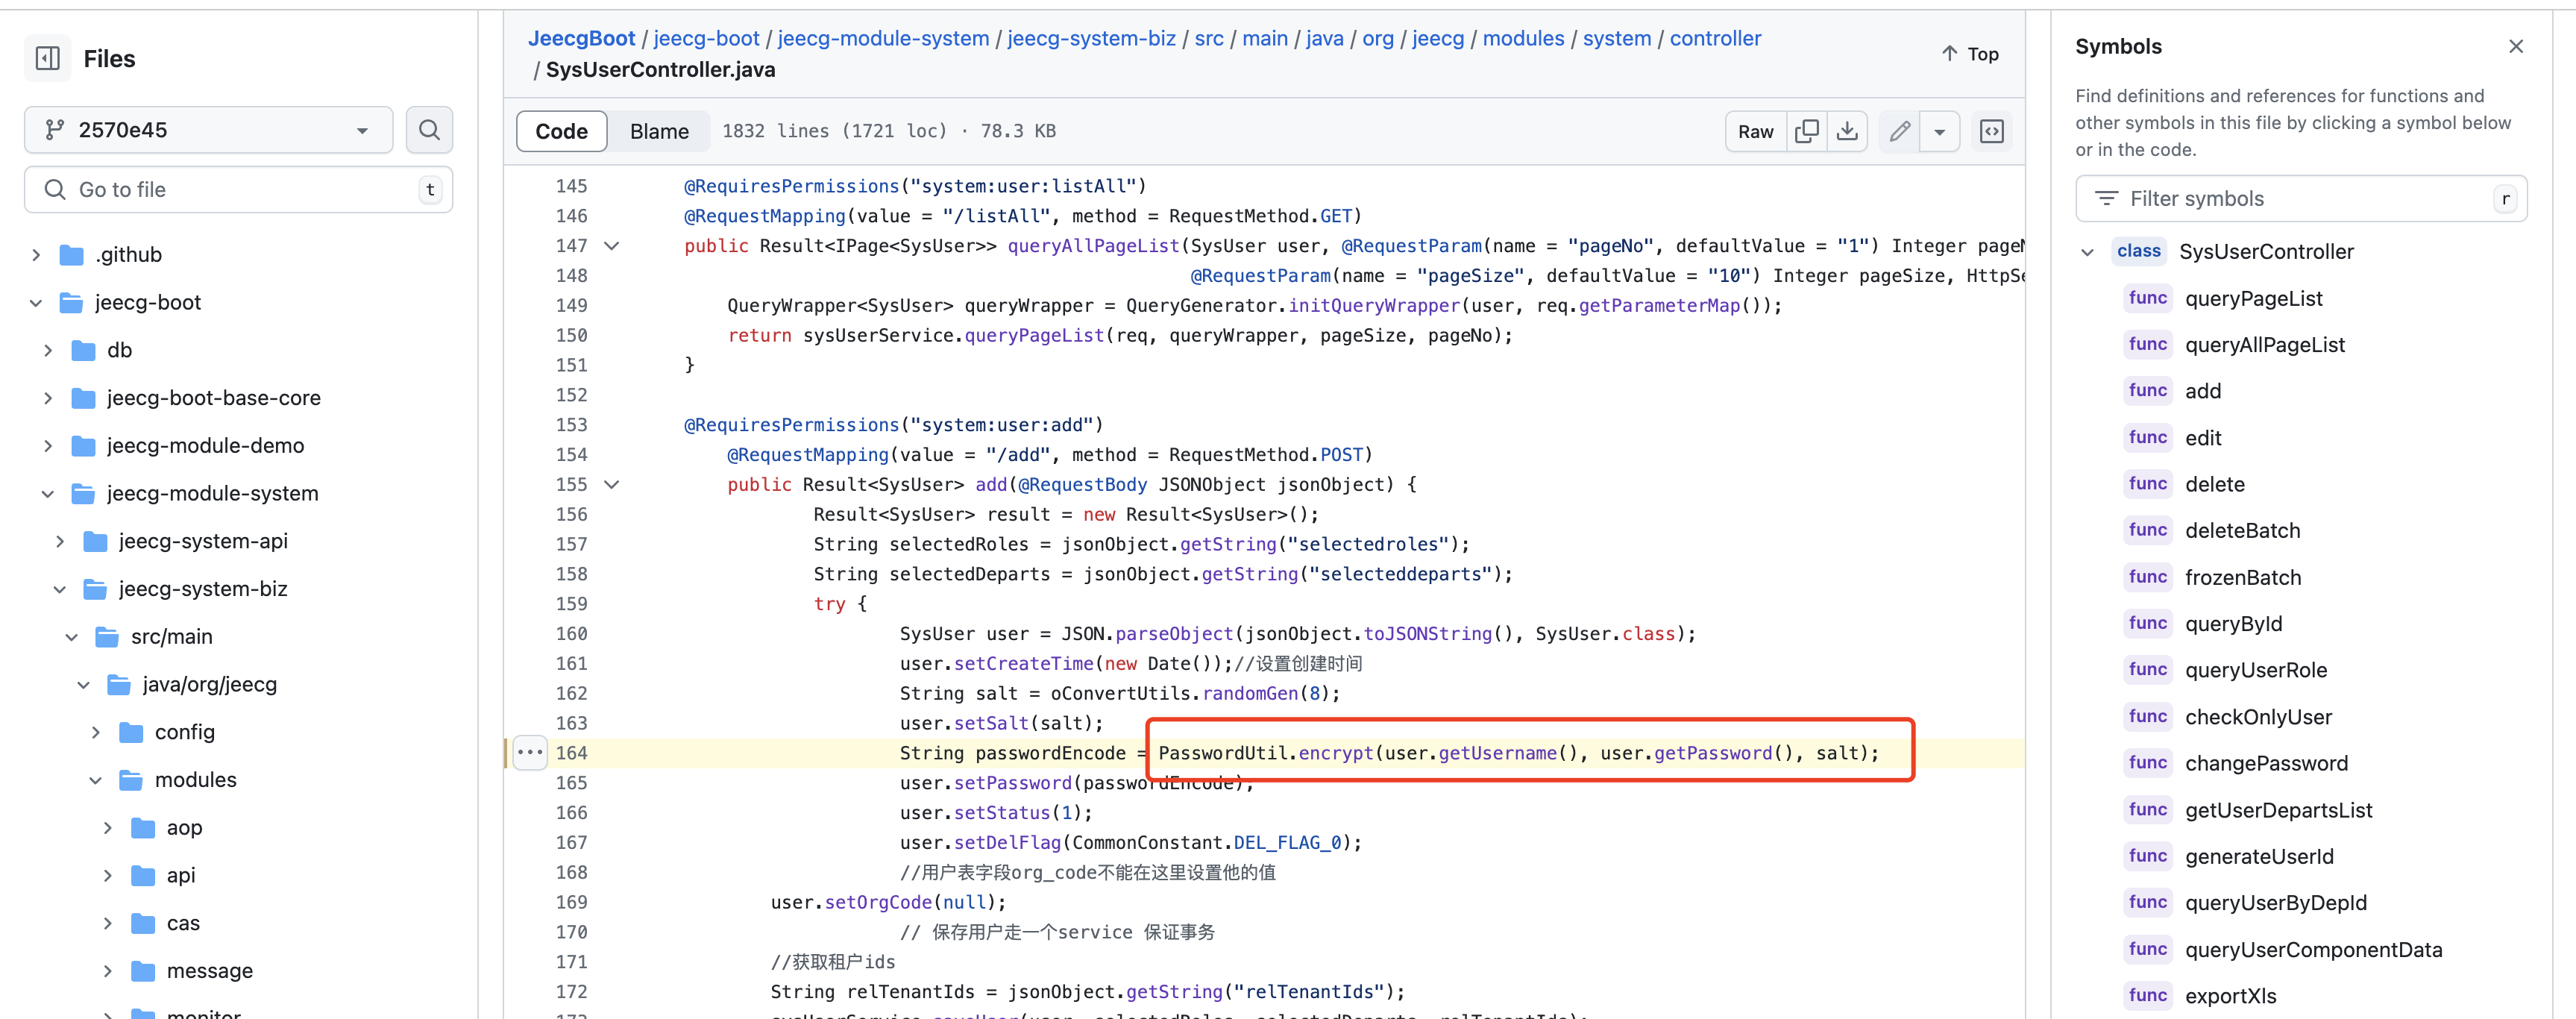 Files
2570e45
Go to file
t
.github
jeecg-boot
db
jeecg-boot-base-core
jeecg-module-demo
jeecg-module-system
jeecg-system-api
jeecg-system-biz
src/main
java/org/jeecg
config
modules
aop
api
cas
message
monitor
JeecgBoot / jeecg-boot / jeecg-module-system / jeecg-system-biz / src / main / java / org / jeecg / modules / system / controller
/ SysUserController.java
Top
Code
Blame
1832 lines (1721 loc) · 78.3 KB
Raw
145 @RequiresPermissions("system:user:listAll")
146 @RequestMapping(value = "/listAll", method = RequestMethod.GET)
147 public Result<IPage<SysUser>> queryAllPageList(SysUser user, @RequestParam(name = "pageNo", defaultValue = "1") Integer pageN
148 @RequestParam(name = "pageSize", defaultValue = "10") Integer pageSize, HttpSe
149 QueryWrapper<SysUser> queryWrapper = QueryGenerator.initQueryWrapper(user, req.getParameterMap());
150 return sysUserService.queryPageList(req, queryWrapper, pageSize, pageNo);
151 }
152
153 @RequiresPermissions("system:user:add")
154 @RequestMapping(value = "/add", method = RequestMethod.POST)
155 public Result<SysUser> add(@RequestBody JSONObject jsonObject) {
156 Result<SysUser> result = new Result<SysUser>();
157 String selectedRoles = jsonObject.getString("selectedroles");
158 String selectedDeparts = jsonObject.getString("selecteddeparts");
159 try {
160 SysUser user = JSON.parseObject(jsonObject.toJSONString(), SysUser.class);
161 user.setCreateTime(new Date());//设置创建时间
162 String salt = oConvertUtils.randomGen(8);
163 user.setSalt(salt);
164 String passwordEncode = PasswordUtil.encrypt(user.getUsername(), user.getPassword(), salt);
165 user.setPassword(passwordEncode);
166 user.setStatus(1);
167 user.setDelFlag(CommonConstant.DEL_FLAG_0);
168 //用户表字段org_code不能在这里设置他的值
169 user.setOrgCode(null);
170 // 保存用户走一个service 保证事务
171 //获取租户ids
172 String relTenantIds = jsonObject.getString("relTenantIds");
173 sysUserService.saveUser(user, selectedRoles, selectedDeparts, relTenantIds);
Symbols
Find definitions and references for functions and
other symbols in this file by clicking a symbol below
or in the code.
Filter symbols
r
class SysUserController
func queryPageList
func queryAllPageList
func add
func edit
func delete
func deleteBatch
func frozenBatch
func queryById
func queryUserRole
func checkOnlyUser
func changePassword
func getUserDepartsList
func generateUserId
func queryUserByDepId
func queryUserComponentData
func exportXls